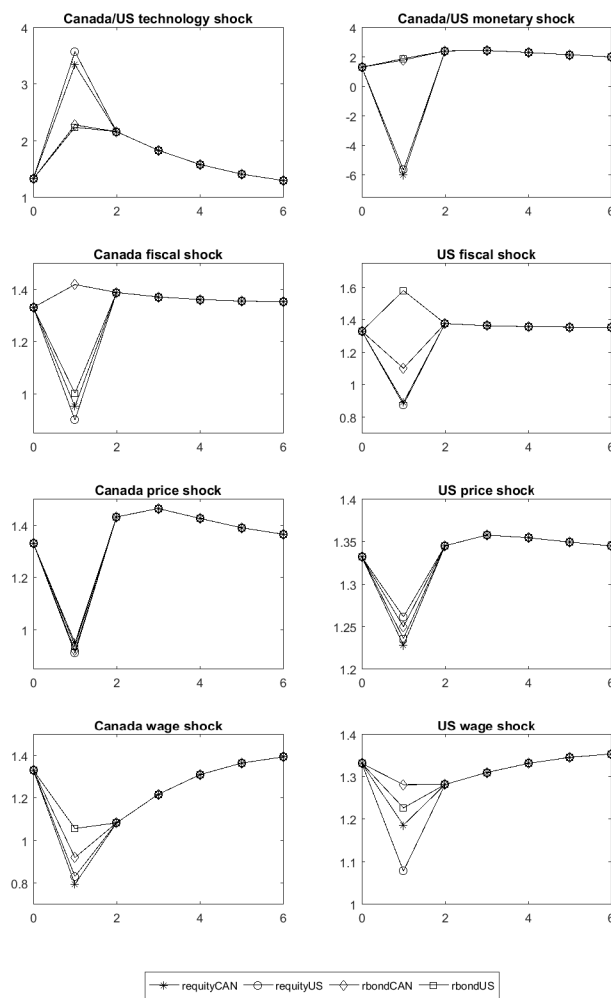 Canada/US technology shock
4
3
2
1
0 2 4 6
Canada/US monetary shock
4
2
0
-2
-4
-6
0 2 4 6
Canada fiscal shock
1.4
1.2
1
0 2 4 6
US fiscal shock
1.6
1.4
1.2
1
0.8
0 2 4 6
Canada price shock
1.4
1.2
1
0 2 4 6
US price shock
1.4
1.35
1.3
1.25
1.2
0 2 4 6
Canada wage shock
1.4
1.2
1
0.8
0 2 4 6
US wage shock
1.4
1.3
1.2
1.1
1
0 2 4 6
requityCAN requityUS rbondCAN rbondUS